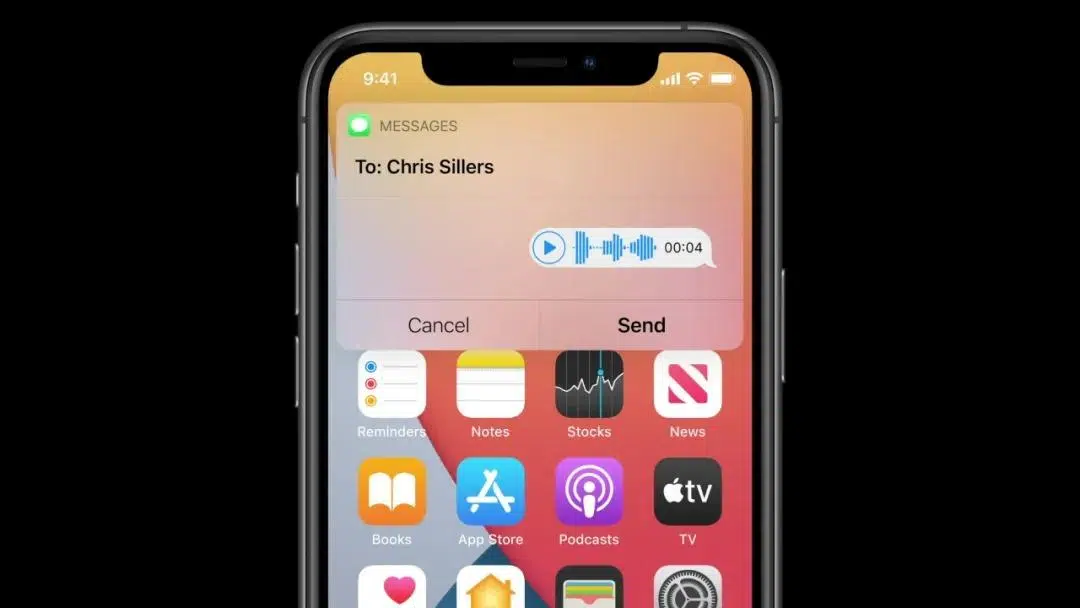 9:41
MESSAGES
To: Chris Sillers
00:04
Cancel Send
Reminders Notes Stocks News
tv
Books App Store Podcasts TV